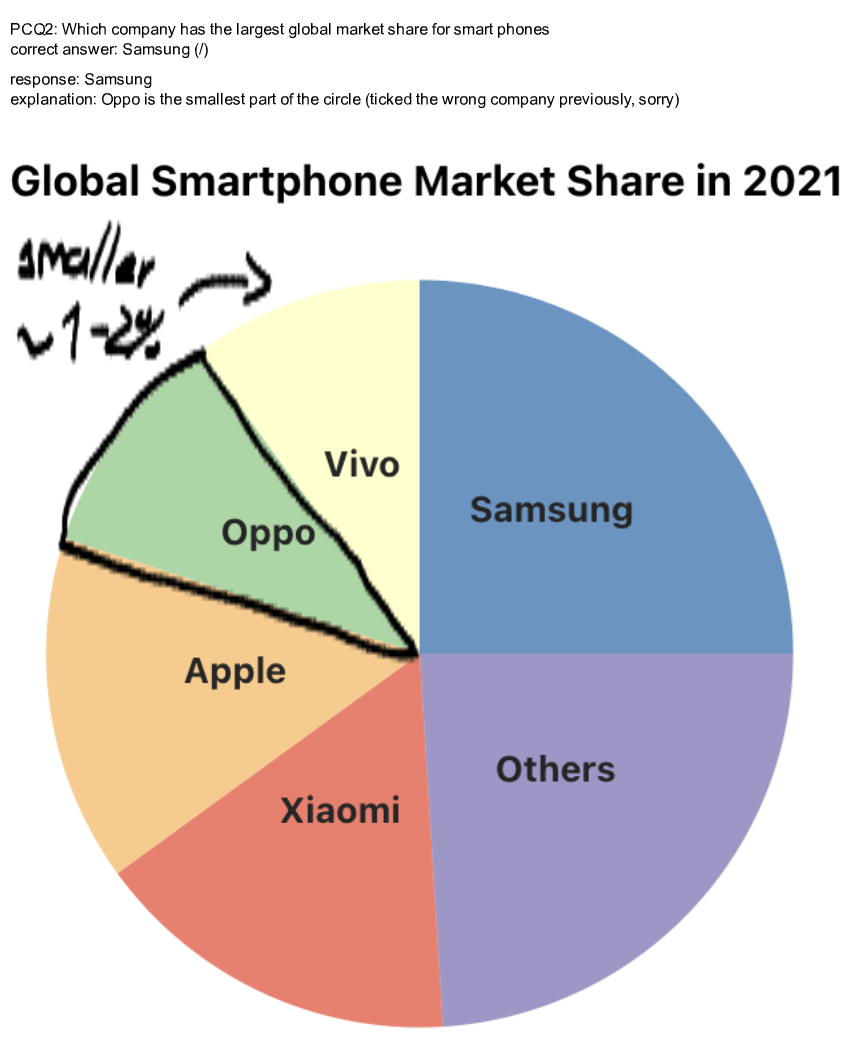 PCQ2: Which company has the largest global market share for smart phones
correct answer: Samsung (/)
response: Samsung
explanation: Oppo is the smallest part of the circle (ticked the wrong company previously, sorry)
Global Smartphone Market Share in 2021
smaller
~1-2%
Vivo
Samsung
Oppo
Apple
Others
Xiaomi